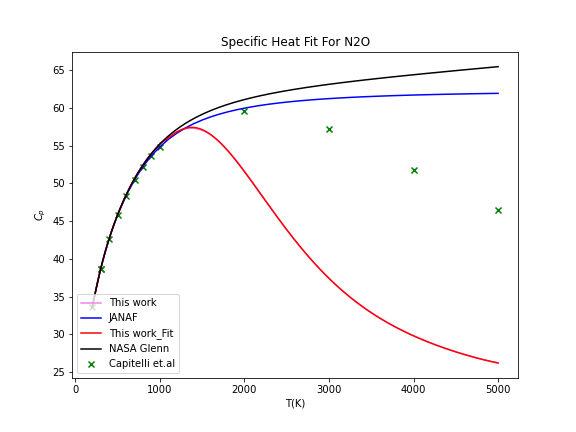 Specific Heat Fit For N2O
65
60
55
50
45
40
35
30
25
C_p
This work
JANAF
This work_Fit
NASA Glenn
Capitelli et.al
0
1000
2000
3000
4000
5000
T(K)